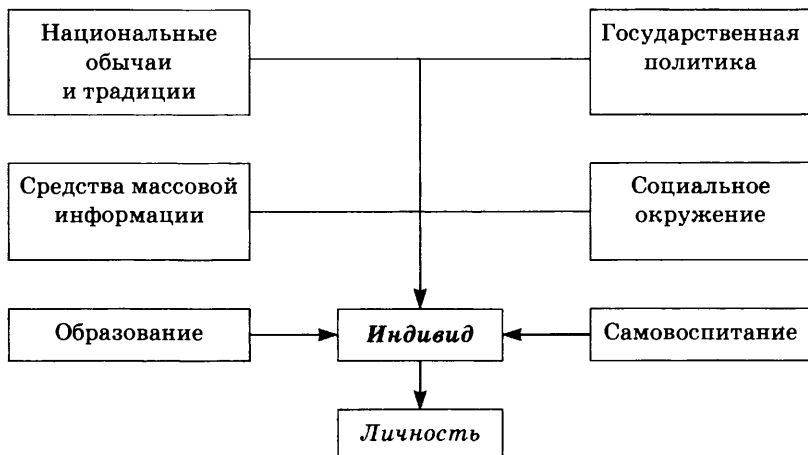 Национальные
обычаи
и традиции
Государственная
политика
Средства массовой
информации
Социальное
окружение
Образование
Индивид
Самовоспитание
Личность